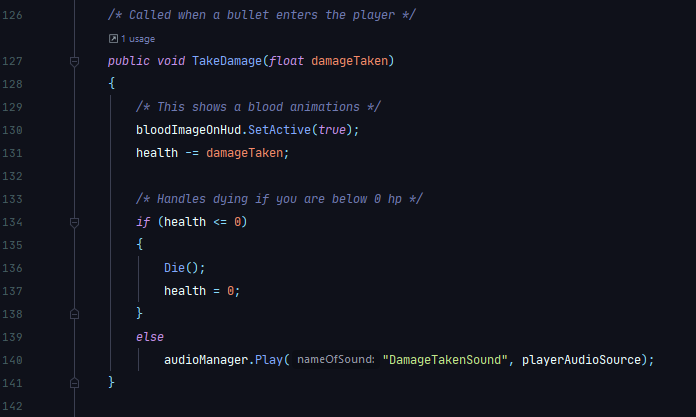 126 /* Called when a bullet enters the player */
1 usage
127 public void TakeDamage(float damageTaken)
128 {
129 /* This shows a blood animations */
130 bloodImageOnHud.SetActive(true);
131 health -= damageTaken;
132
133 /* Handles dying if you are below 0 hp */
134 if (health <= 0)
135 {
136 Die();
137 health = 0;
138 }
139 else
140 audioManager.Play( nameOfSound: "DamageTakenSound", playerAudioSource);
141 }
142